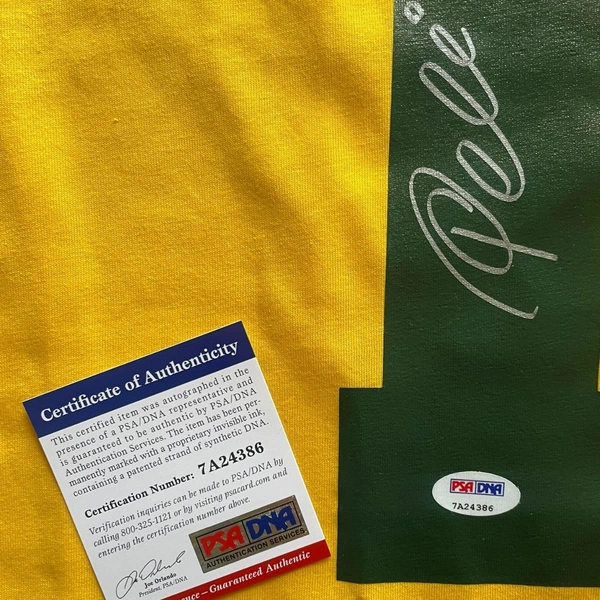 Pelé
Certificate of Authenticity
This certified item was autographed in the
presence of a PSA/DNA representative and
is guaranteed to be authentic by PSA/DNA
Authentication Services. The item has been per-
manently marked with a proprietary invisible ink,
containing a patented strand of synthetic DNA.
Certification Number: 7A24386
Verification inquiries can be made to PSA/DNA by
calling 800-325-1121 or by visiting psacard.com and
entering the certification number above.
PSA DNA
AUTHENTICATION SERVICES
Joe Orlando
President, PSA/DNA
Guaranteed Authentic
PSA DNA
7A24386